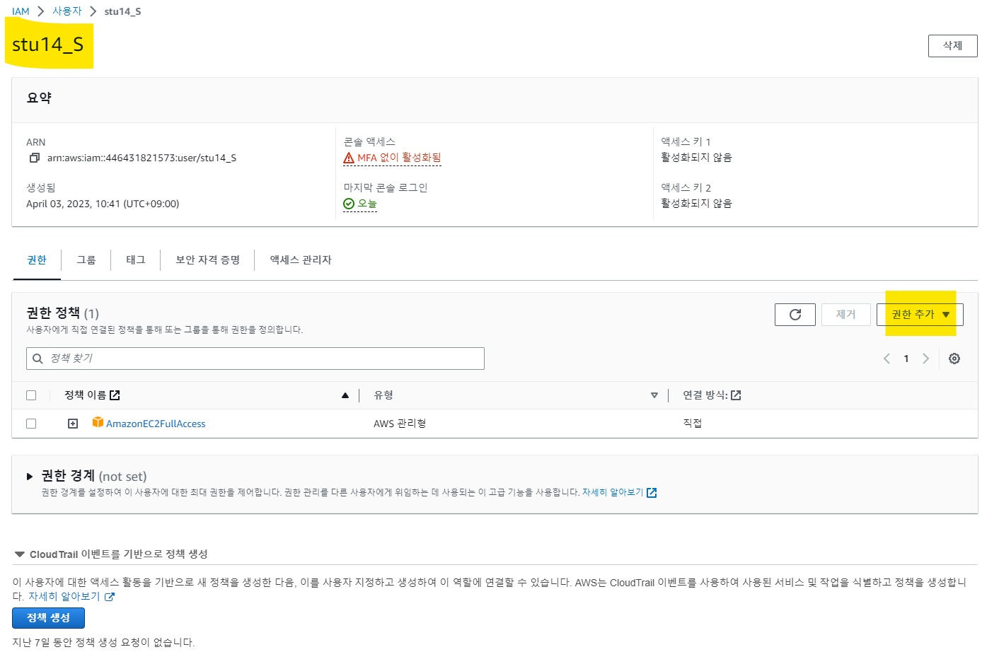 IAM > 사용자 > stu14_S
stu14_S
삭제
요약
ARN
arn:aws:iam::446431821573:user/stu14_S
생성됨
April 03, 2023, 10:41 (UTC+09:00)
콘솔 액세스
MFA 없이 활성화됨
마지막 콘솔 로그인
오늘
액세스 키 1
활성화되지 않음
액세스 키 2
활성화되지 않음
권한 그룹 태그 보안 자격 증명 액세스 관리자
권한 정책 (1)
사용자에게 직접 연결된 정책을 통해 또는 그룹을 통해 권한을 정의합니다.
제거
권한 추가
정책 찾기
1
정책 이름 유형 연결 방식:
AmazonEC2FullAccess AWS 관리형 직접
권한 경계 (not set)
권한 경계를 설정하여 이 사용자에 대한 최대 권한을 제어합니다. 권한 관리를 다른 사용자에게 위임하는 데 사용되는 이 고급 기능을 사용합니다. 자세히 알아보기
CloudTrail 이벤트를 기반으로 정책 생성
이 사용자에 대한 액세스 활동을 기반으로 새 정책을 생성한 다음, 이를 사용자 지정하고 생성하여 이 역할에 연결할 수 있습니다. AWS는 CloudTrail 이벤트를 사용하여 사용된 서비스 및 작업을 식별하고 정책을 생성합니
다. 자세히 알아보기
정책 생성
지난 7일 동안 정책 생성 요청이 없습니다.